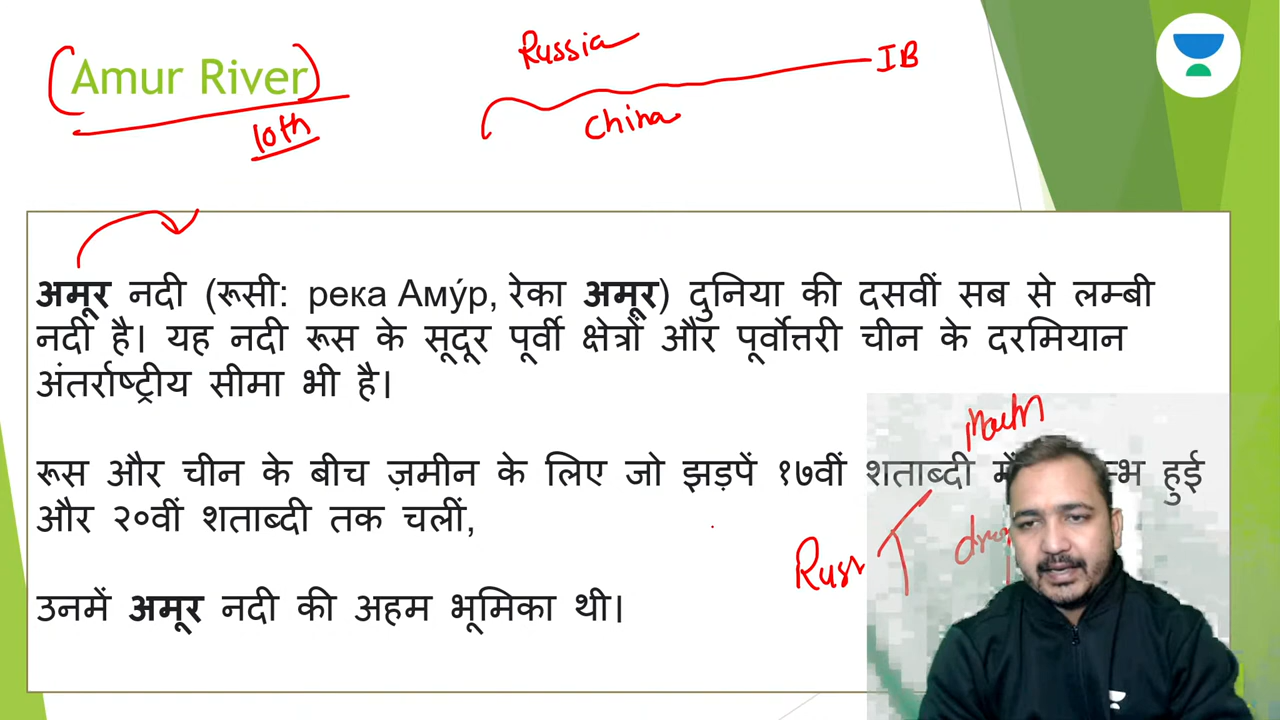 Russia
IB
Amur River
China
10th
अमूर नदी (रूसी: река Аму́р, रेका अमूर) दुनिया की दसवीं सब से लम्बी
नदी है। यह नदी रूस के सूदूर पूर्वी क्षेत्रों और पूर्वोत्तरी चीन के दरमियान
अंतर्राष्ट्रीय सीमा भी है।
रूस और चीन के बीच ज़मीन के लिए जो झड़पें १७वीं शताब्दी में हुई
और २०वीं शताब्दी तक चलीं,
उनमें अमूर नदी की अहम भूमिका थी।